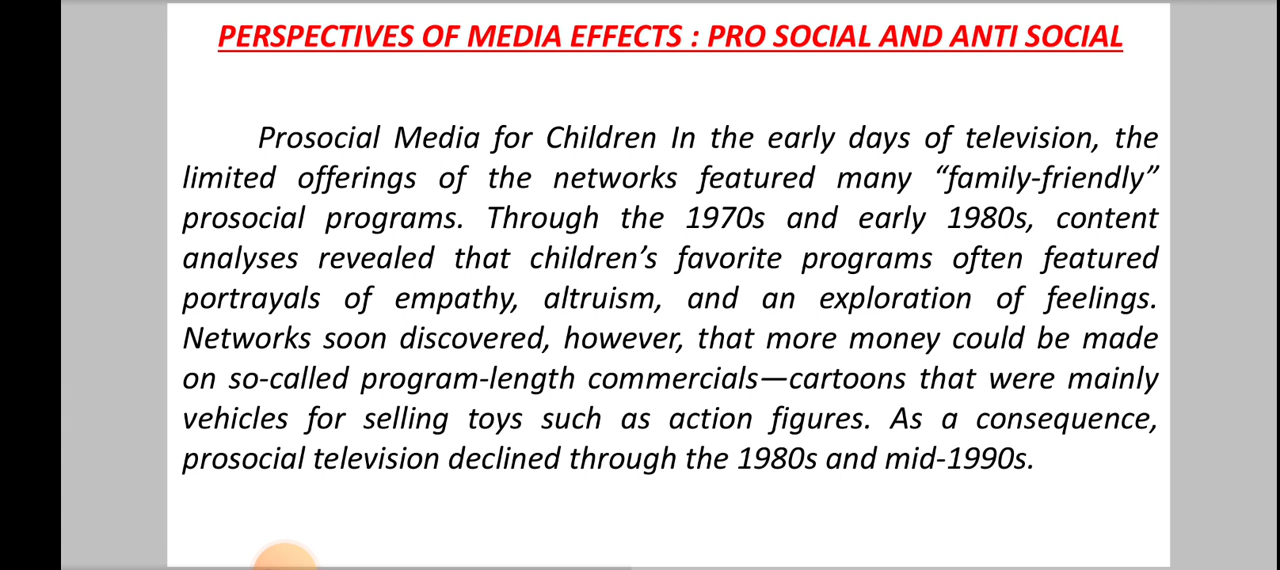 PERSPECTIVES OF MEDIA EFFECTS : PRO SOCIAL AND ANTI SOCIAL
Prosocial Media for Children In the early days of television, the
limited offerings of the networks featured many “family-friendly”
prosocial programs. Through the 1970s and early 1980s, content
analyses revealed that children’s favorite programs often featured
portrayals of empathy, altruism, and an exploration of feelings.
Networks soon discovered, however, that more money could be made
on so-called program-length commercials—cartoons that were mainly
vehicles for selling toys such as action figures. As a consequence,
prosocial television declined through the 1980s and mid-1990s.